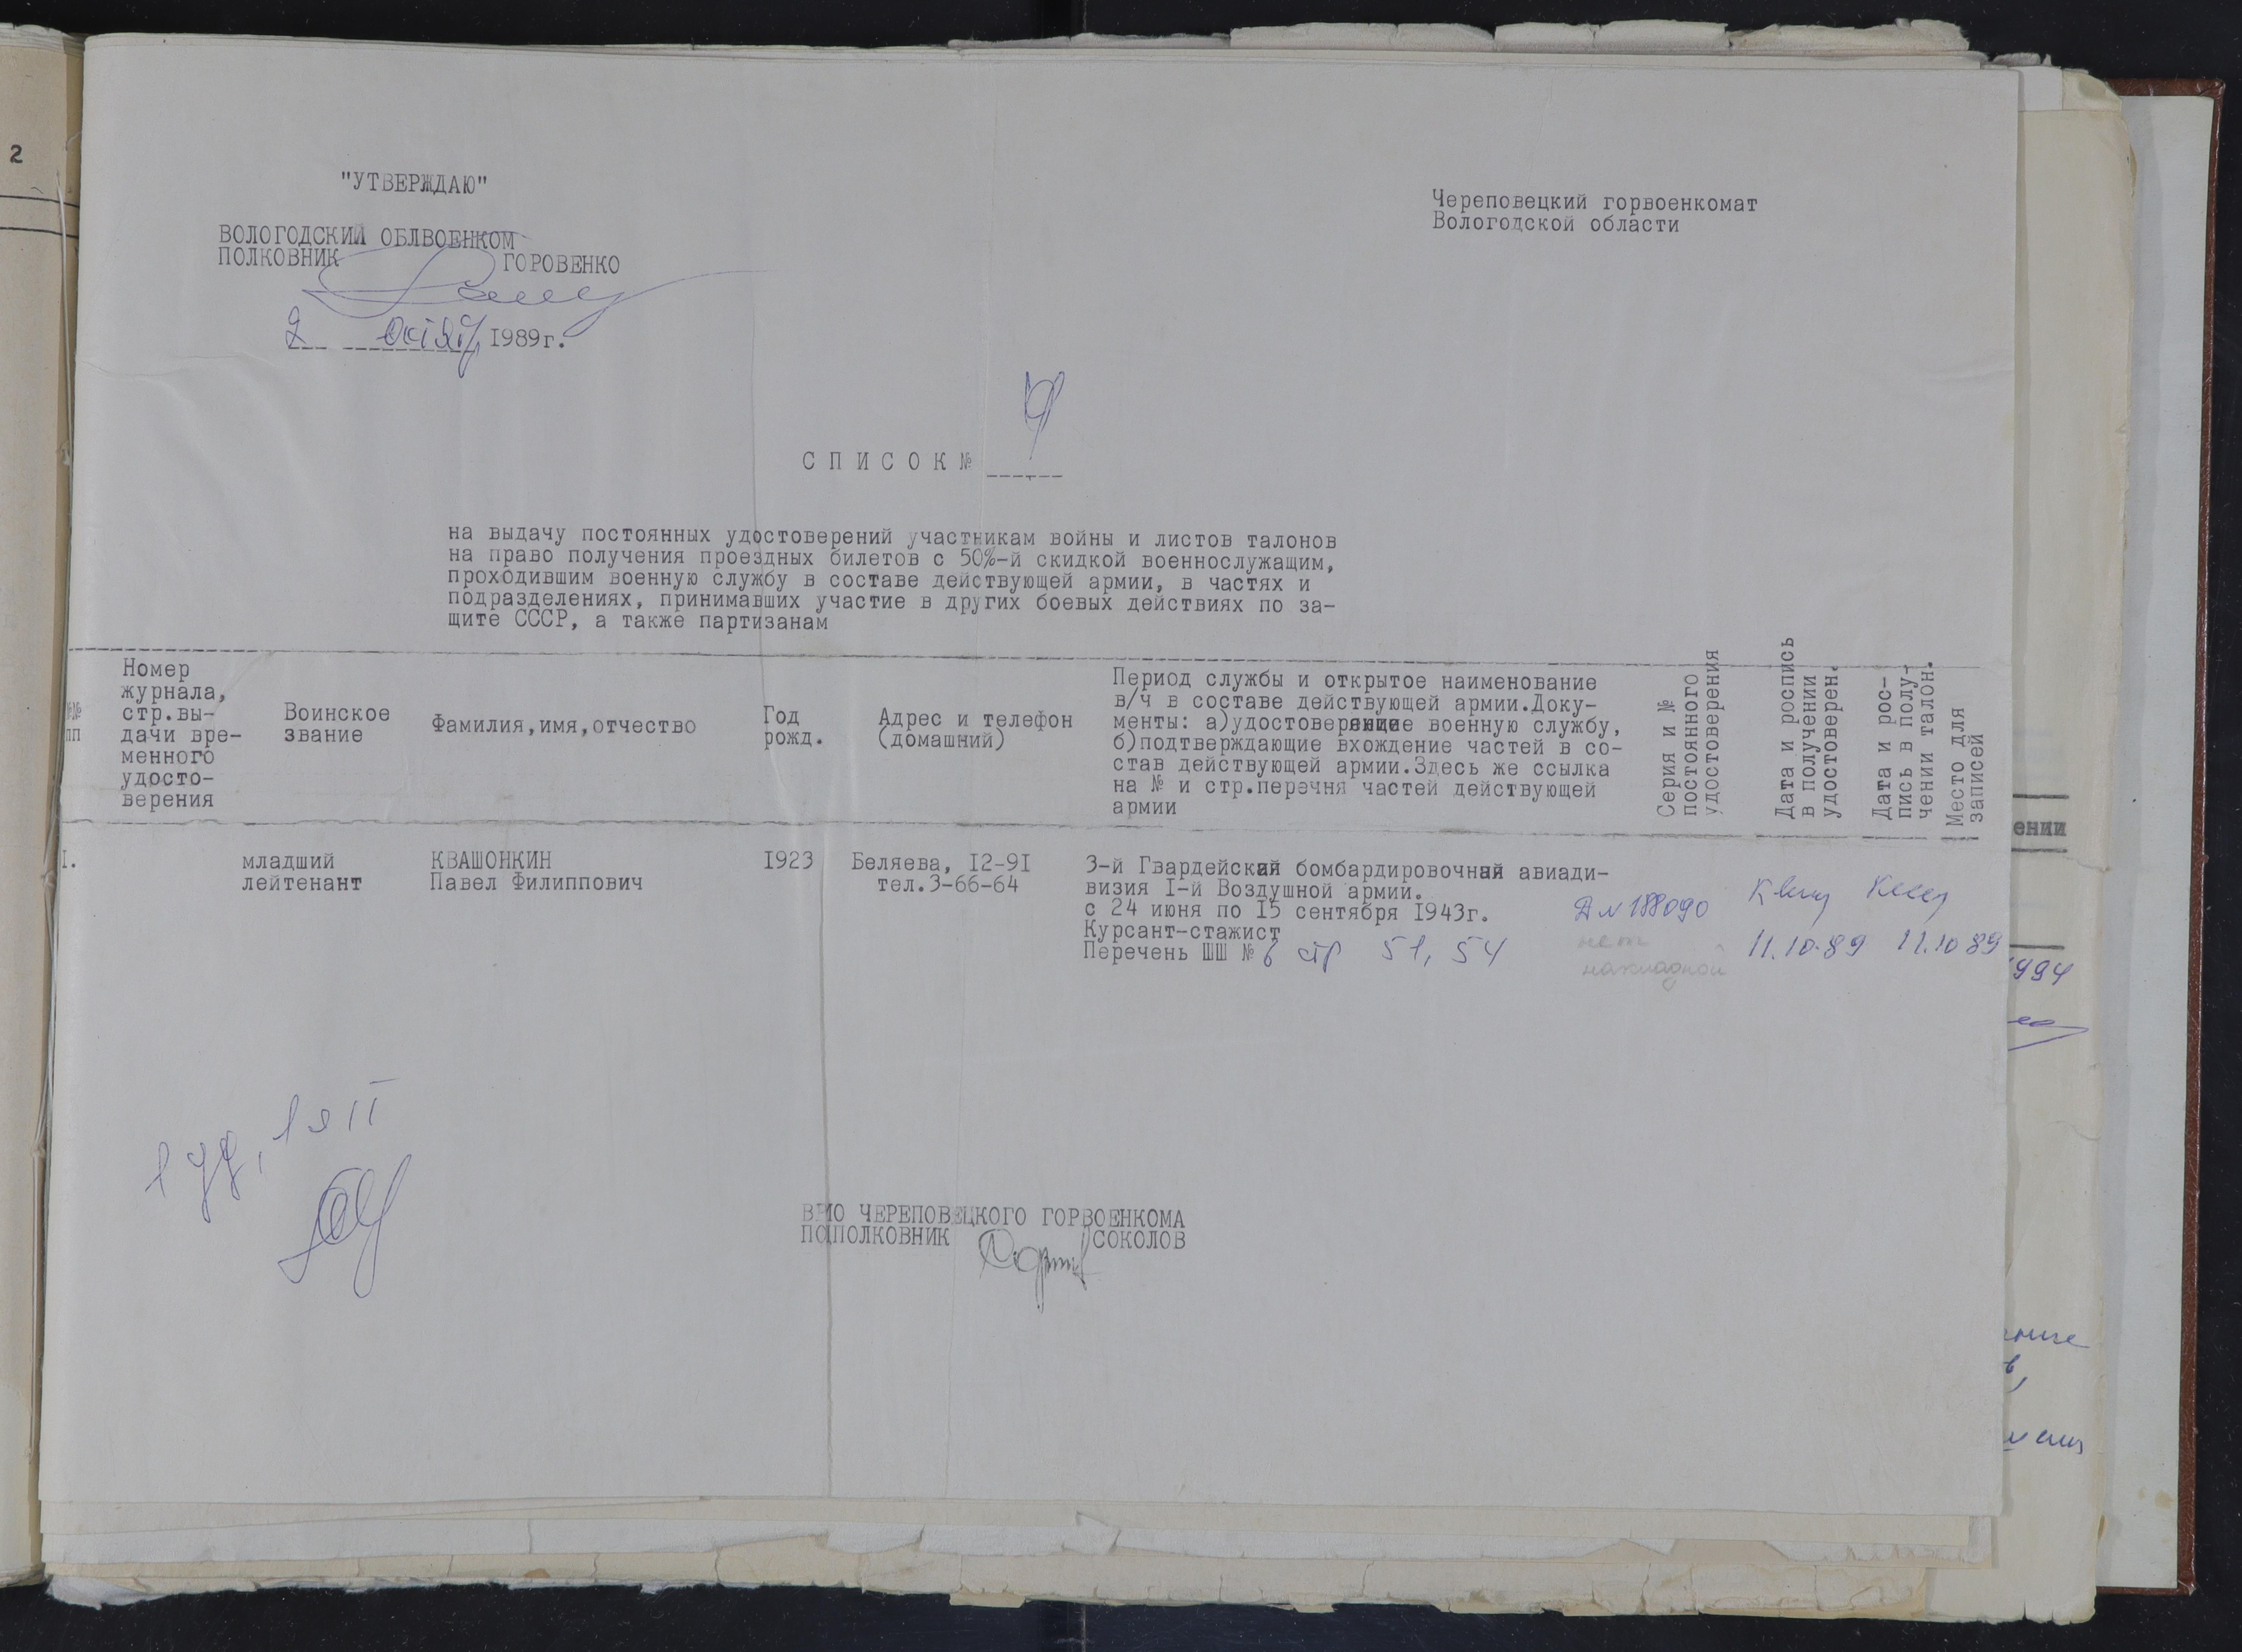 2
"УТВЕРЖДАЮ"
ВОЛОГОДСКИЙ ОБЛВОЕНКОМ
ПОЛКОВНИК ГОРОВЕНКО
2 1989г.
Череповецкий горвоенкомат
Вологодской области
С П И С О К №
на выдачу постоянных удостоверений участникам войны и листов талонов
на право получения проездных билетов с 50%-й скидкой военнослужащим,
проходившим военную службу в составе действующей армии, в частях и
подразделениях, принимавших участие в других боевых действиях по за-
щите СССР, а также партизанам
№№
пп
Номер
журнала,
стр.вы-
дачи вре-
менного
удосто-
верения
Воинское
звание
Фамилия,имя,отчество
Год
рожд.
Адрес и телефон
(домашний)
Период службы и открытое наименование
в/ч в составе действующей армии.Доку-
менты: а)удостоверяющие военную службу,
б)подтверждающие вхождение частей в со-
став действующей армии.Здесь же ссылка
на № и стр.перечня частей действующей
армии
Серия и №
постоянного
удостоверения
Дата и роспись
в получении
удостоверен.
Дата и рос-
пись в полу-
чении талон.
Место для
записей
I.
младший
лейтенант
КВАШОНКИН
Павел Филиппович
I923
Беляева, I2-9I
тел.3-66-64
3-й Гвардейская бомбардировочная авиади-
визия I-й Воздушной армии.
с 24 июня по I5 сентября I943г.
Курсант-стажист
Перечень ШШ № 6 стр 51, 54
Д № 188090
нет
накладной
11.10.89
11.10 89
1 уд,
ВРИО ЧЕРЕПОВЕЦКОГО ГОРВОЕНКОМА
ПОДПОЛКОВНИК СОКОЛОВ
ении
1994